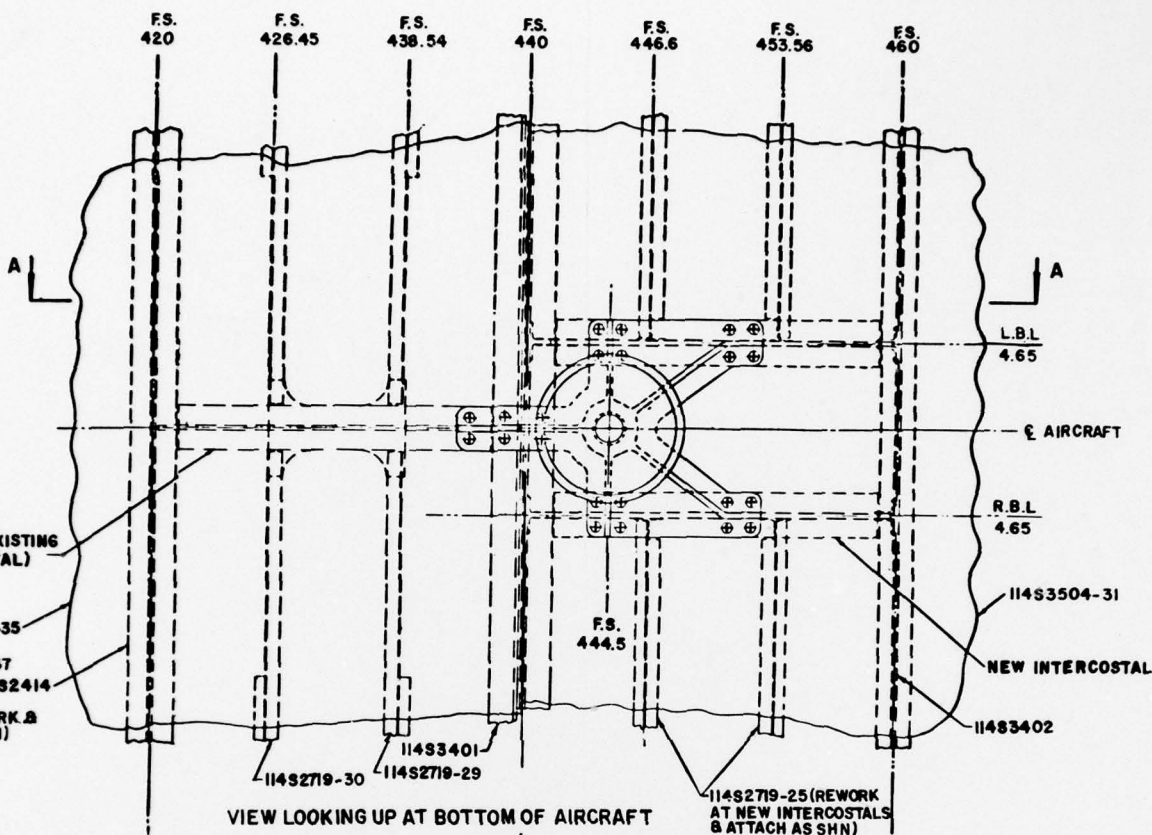 F.S. 420
F.S. 426.45
F.S. 438.54
F.S. 440
F.S. 446.6
F.S. 453.56
F.S. 460
A
A
L.B.L 4.65
℄ AIRCRAFT
R.B.L 4.65
F.S. 444.5
114S3504-31
NEW INTERCOSTAL
114S3402
35
S2414
114S3401
114S2719-30
114S2719-29
114S2719-25(REWORK
AT NEW INTERCOSTALS
& ATTACH AS SHN)
VIEW LOOKING UP AT BOTTOM OF AIRCRAFT